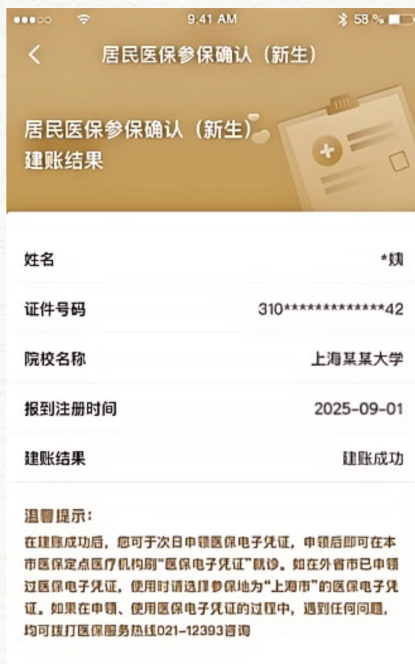 9:41 AM
58 %
居民医保参保确认（新生）
居民医保参保确认（新生）
建账结果
姓名 *
证件号码 310*************42
院校名称 上海某某大学
报到注册时间 2025-09-01
建账结果 建账成功
温馨提示：
在建账成功后，您可于次日申领医保电子凭证，申领后即可在本
市医保定点医疗机构刷“医保电子凭证”就诊。如在外省市已申领
过医保电子凭证，使用时请选择参保地为“上海市”的医保电子凭
证。如果在申领、使用医保电子凭证的过程中，遇到任何问题，
均可拨打医保服务热线021-12393咨询